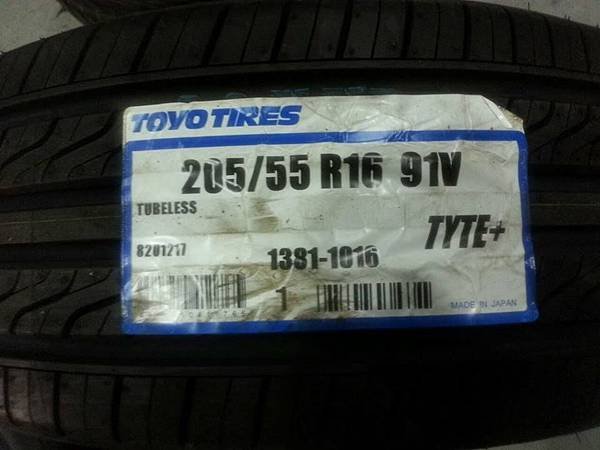 TOYO TIRES
205/55 R16 91V
TUBELESS
TYTE+
8201217
1381-1016
1
MADE IN JAPAN